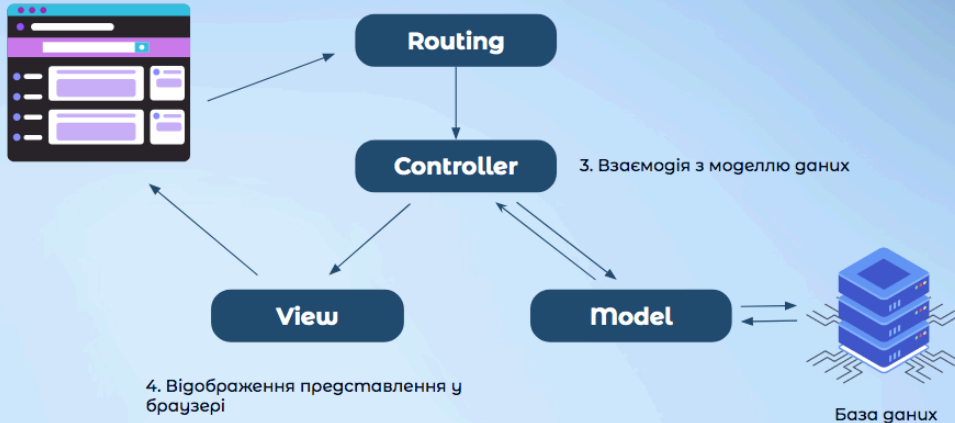 Routing
Controller
3. Взаємодія з моделлю даних
View
Model
4. Відображення представлення у
браузері
База даних